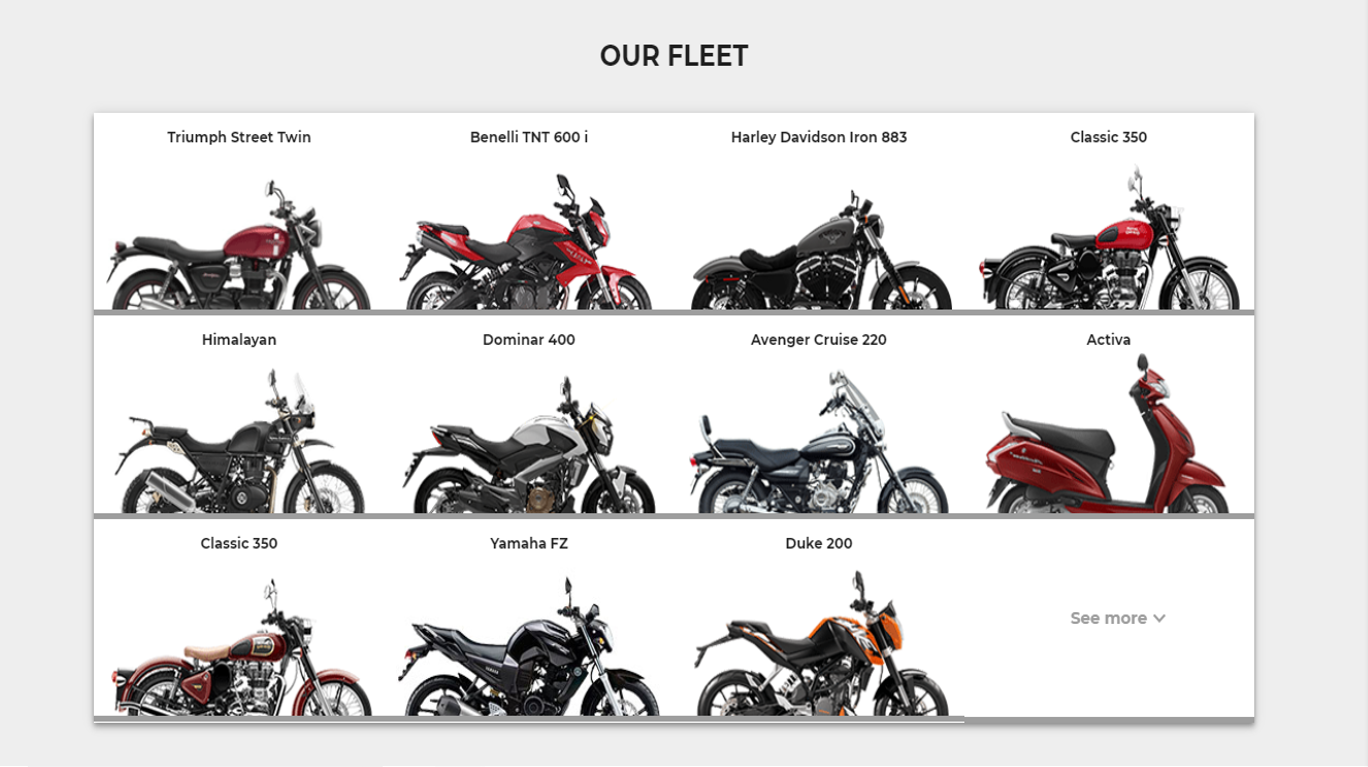 OUR FLEET
Triumph Street Twin
Benelli TNT 600 i
Harley Davidson Iron 883
Classic 350
Himalayan
Dominar 400
Avenger Cruise 220
Activa
Classic 350
Yamaha FZ
Duke 200
See more